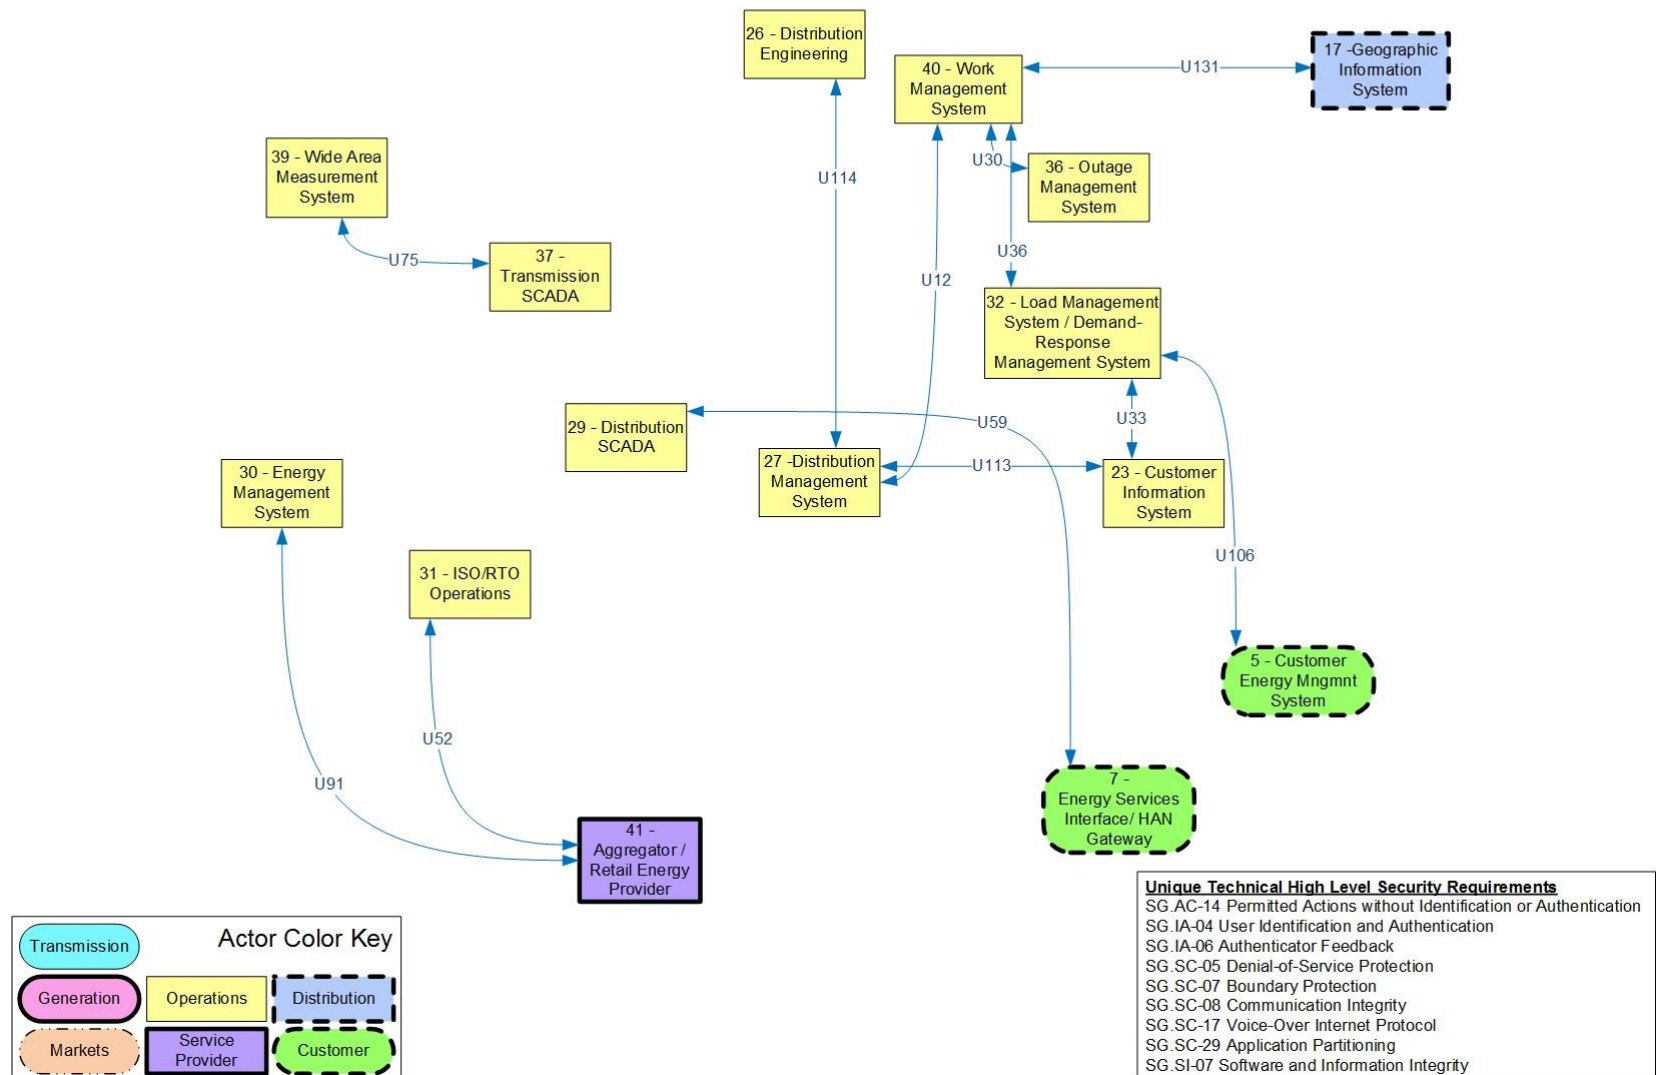 26 - Distribution
Engineering
40 - Work
Management
System
U131
17 -Geographic
Information
System
39 - Wide Area
Measurement
System
U114
U30
36 - Outage
Management
System
U75
37 -
Transmission
SCADA
U12
U36
32 - Load Management
System / Demand-
Response
Management System
29 - Distribution
SCADA
U59
U33
30 - Energy
Management
System
27 -Distribution
Management
System
U113
23 - Customer
Information
System
31 - ISO/RTO
Operations
U106
5 - Customer
Energy Mngmnt
System
U52
U91
7 -
Energy Services
Interface/ HAN
Gateway
41 -
Aggregator /
Retail Energy
Provider
Actor Color Key
Transmission
Generation
Operations
Distribution
Markets
Service
Provider
Customer
Unique Technical High Level Security Requirements
SG.AC-14 Permitted Actions without Identification or Authentication
SG.IA-04 User Identification and Authentication
SG.IA-06 Authenticator Feedback
SG.SC-05 Denial-of-Service Protection
SG.SC-07 Boundary Protection
SG.SC-08 Communication Integrity
SG.SC-17 Voice-Over Internet Protocol
SG.SC-29 Application Partitioning
SG.SI-07 Software and Information Integrity